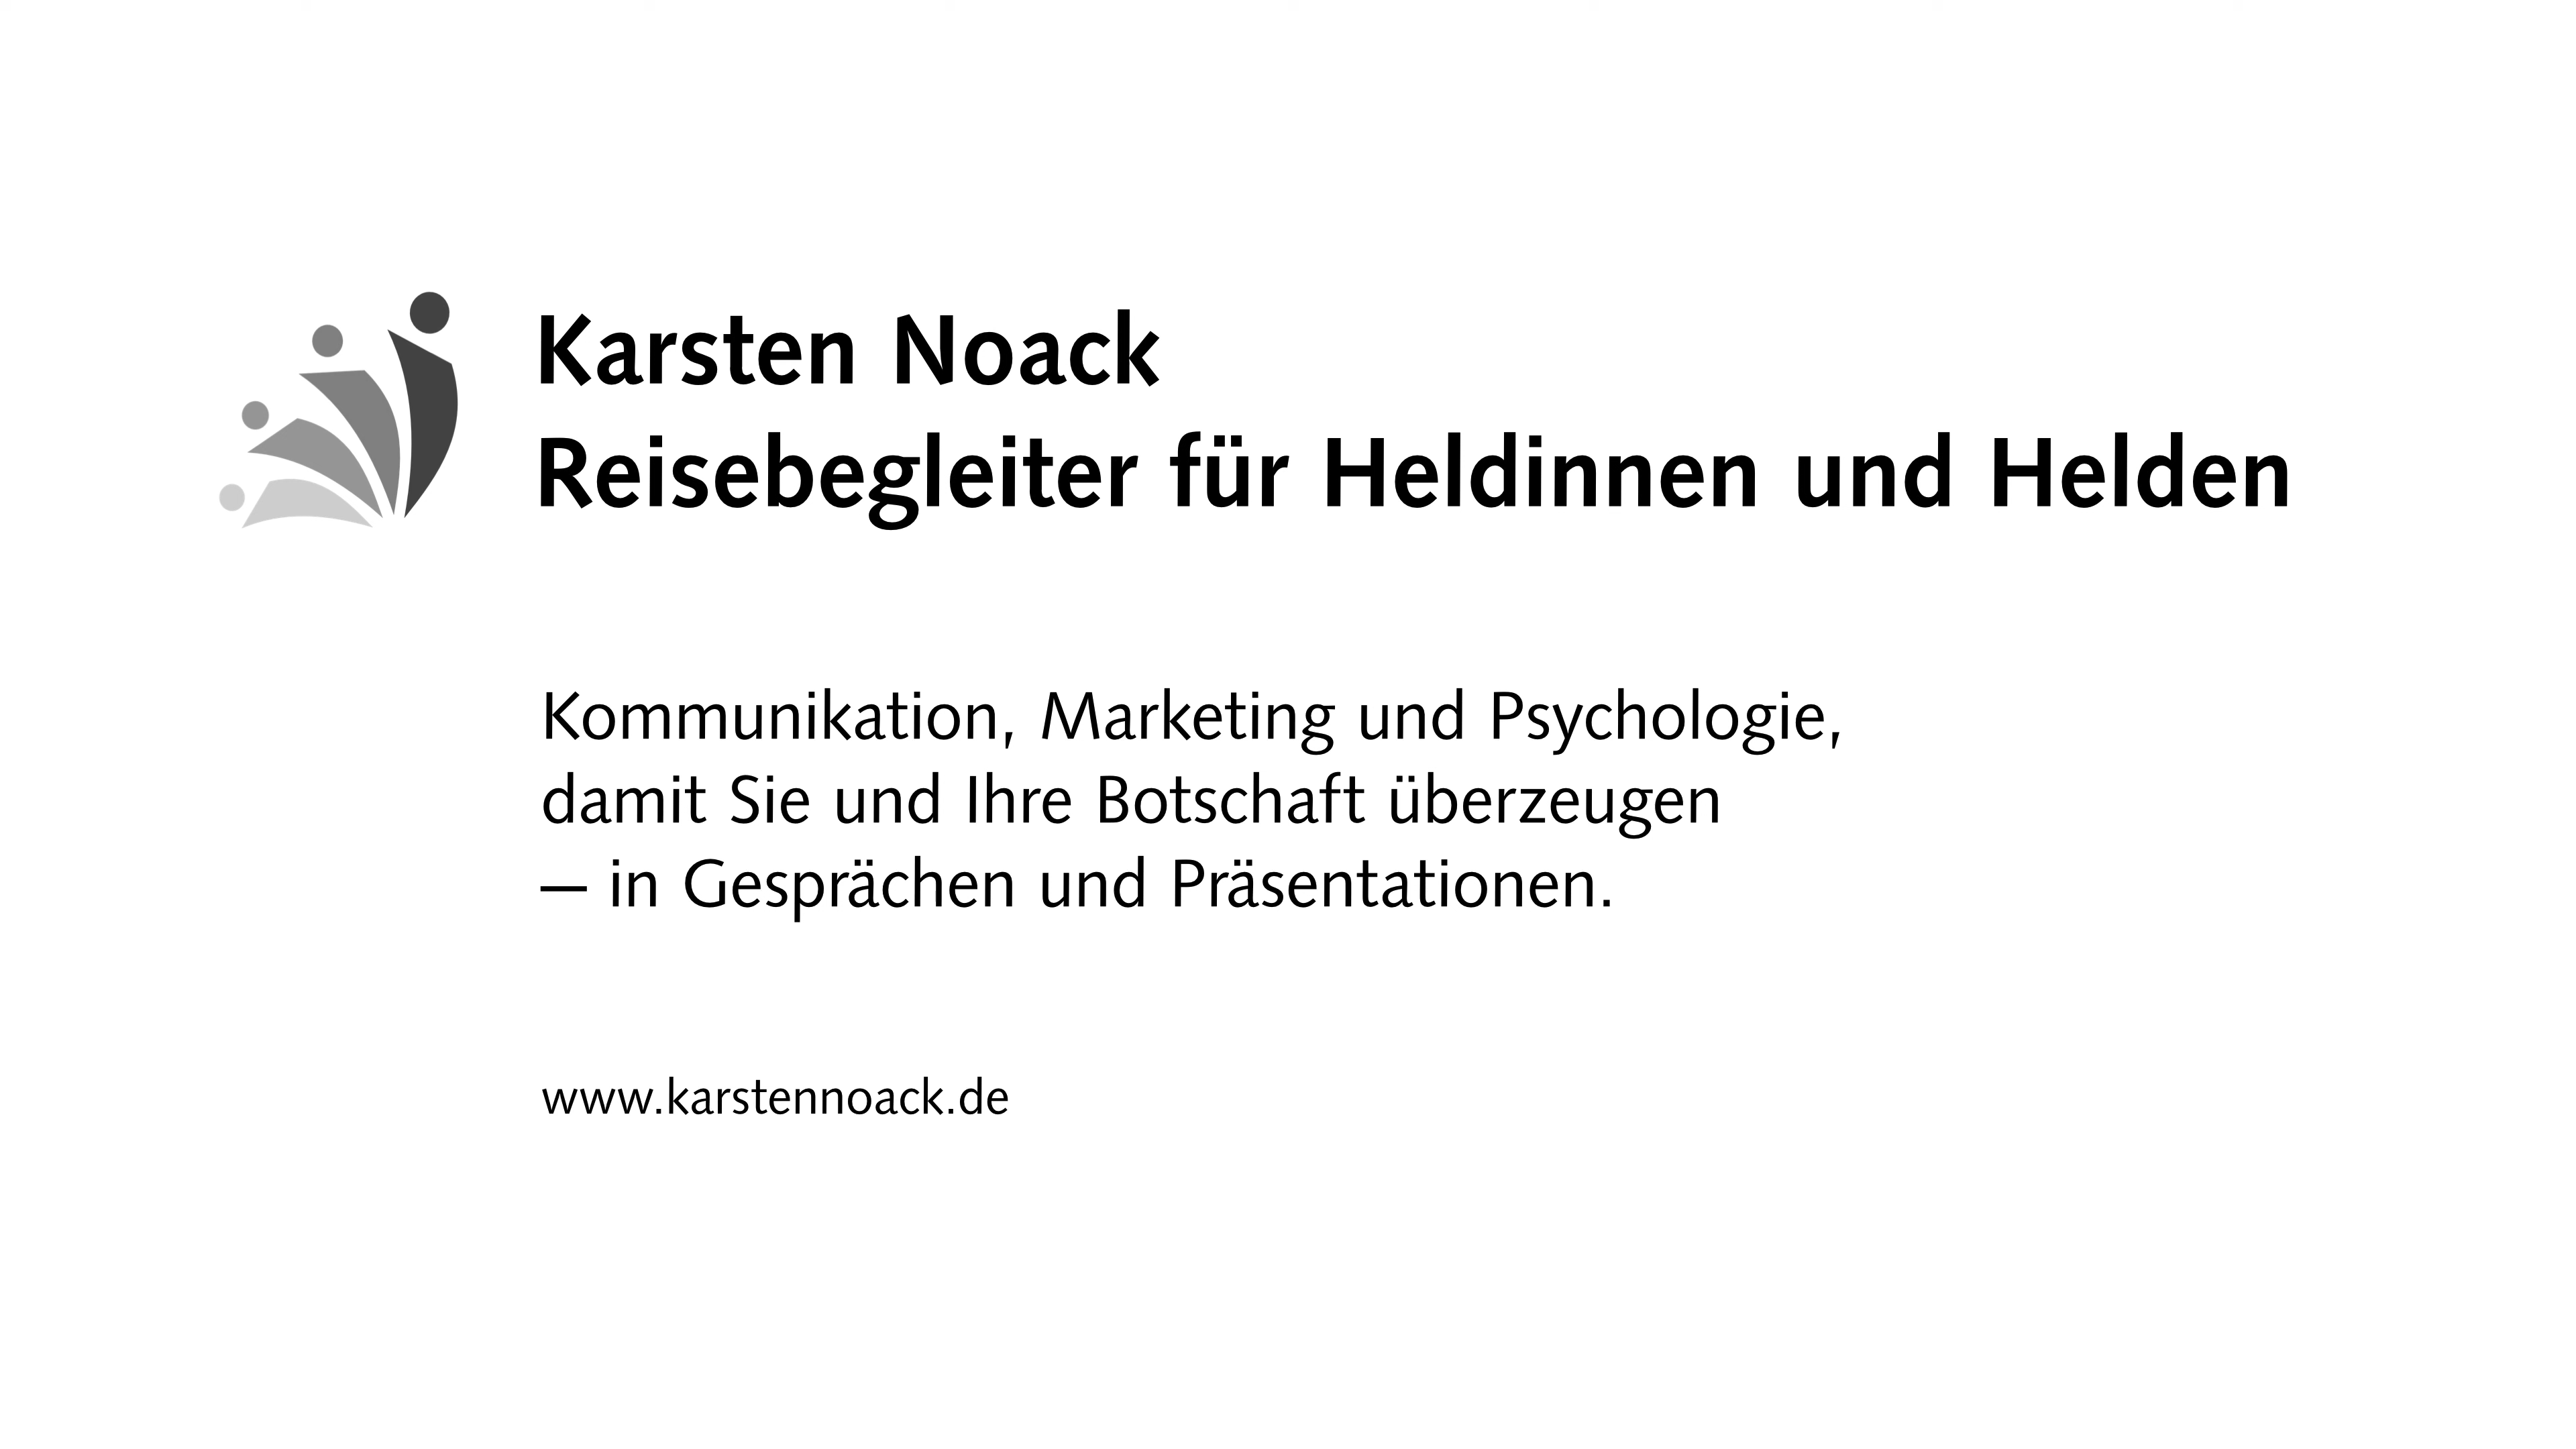 Karsten Noack
Reisebegleiter für Heldinnen und Helden
Kommunikation, Marketing und Psychologie,
damit Sie und Ihre Botschaft überzeugen
— in Gesprächen und Präsentationen.
www.karstennoack.de